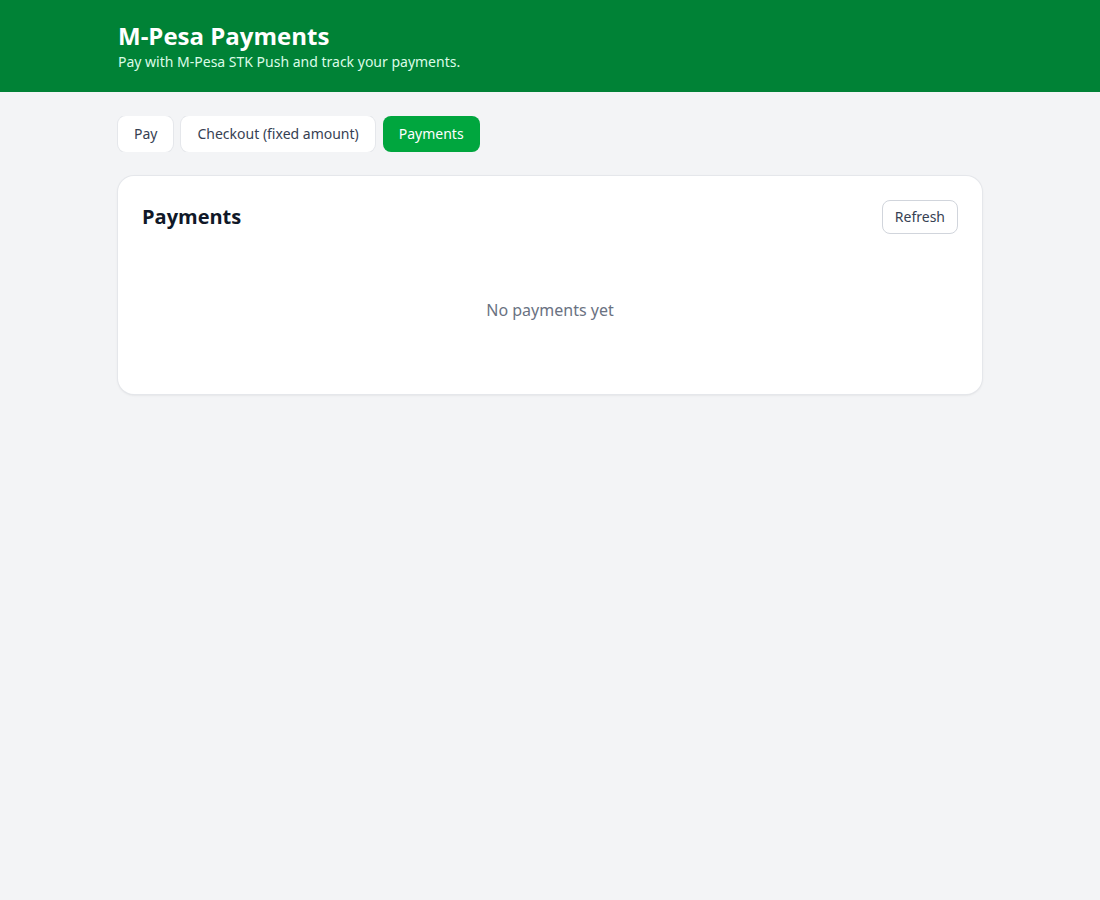 M-Pesa Payments
Pay with M-Pesa STK Push and track your payments.
Pay
Checkout (fixed amount)
Payments
Payments
Refresh
No payments yet